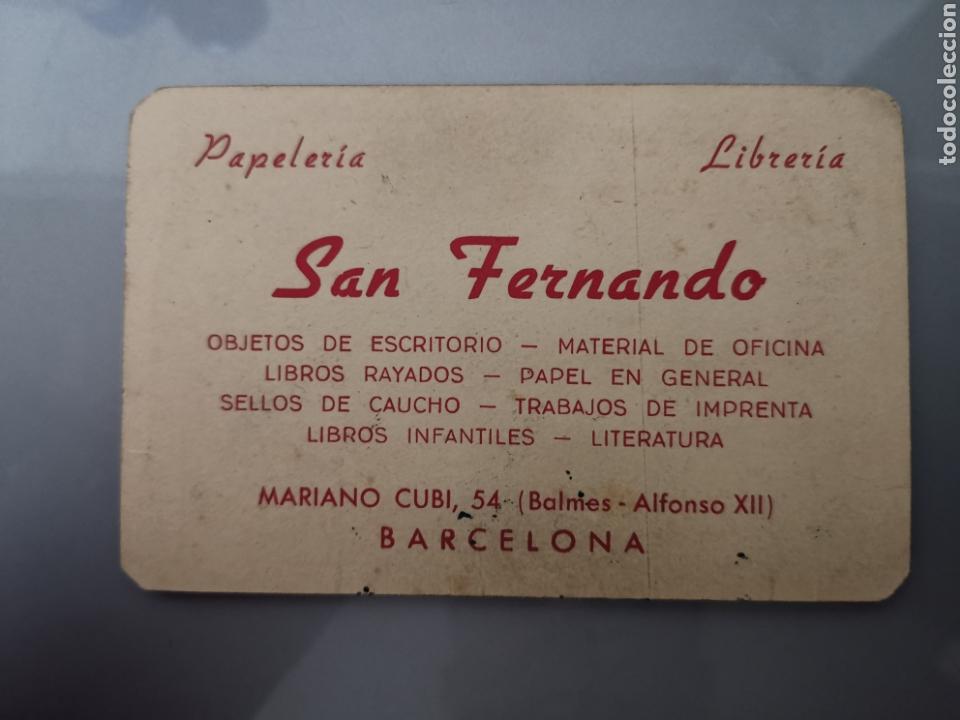 Papelería Librería
San Fernando
OBJETOS DE ESCRITORIO — MATERIAL DE OFICINA
LIBROS RAYADOS — PAPEL EN GENERAL
SELLOS DE CAUCHO — TRABAJOS DE IMPRENTA
LIBROS INFANTILES — LITERATURA
MARIANO CUBI, 54 (Balmes - Alfonso XII)
BARCELONA
todocoleccion